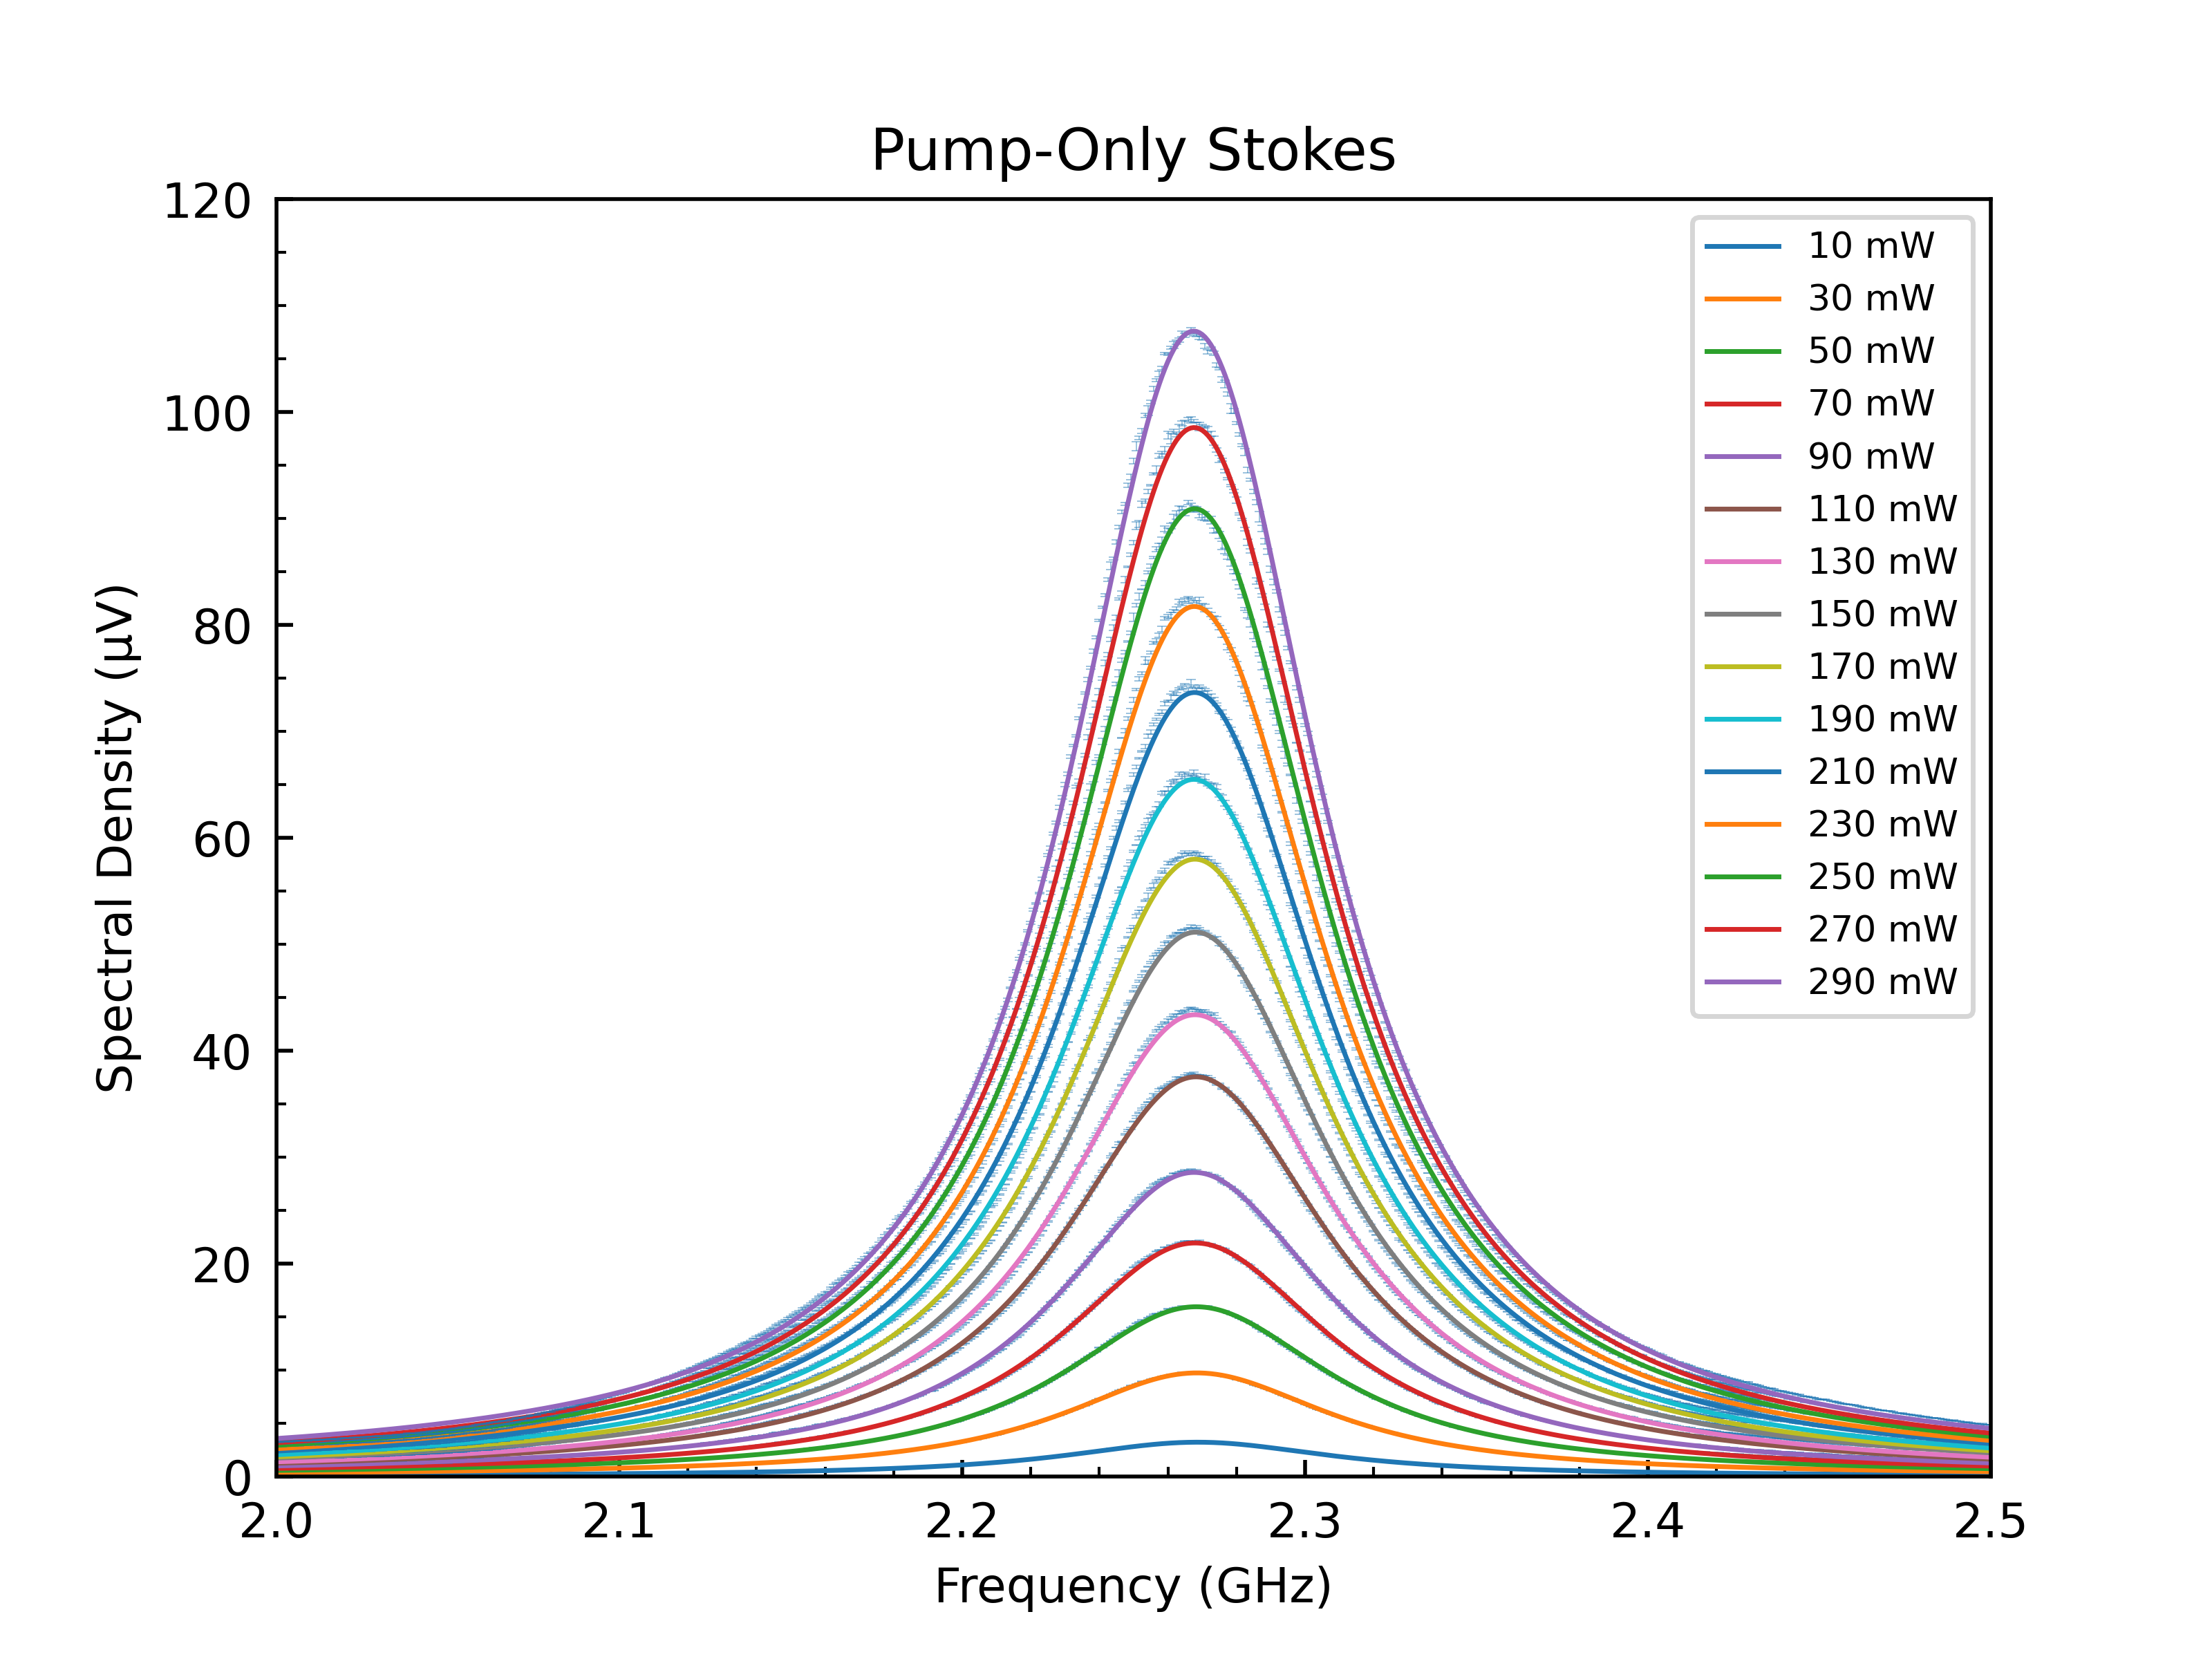 Pump-Only Stokes
120
100
80
60
40
20
0
Spectral Density (µV)
2.0 2.1 2.2 2.3 2.4 2.5
Frequency (GHz)
10 mW
30 mW
50 mW
70 mW
90 mW
110 mW
130 mW
150 mW
170 mW
190 mW
210 mW
230 mW
250 mW
270 mW
290 mW